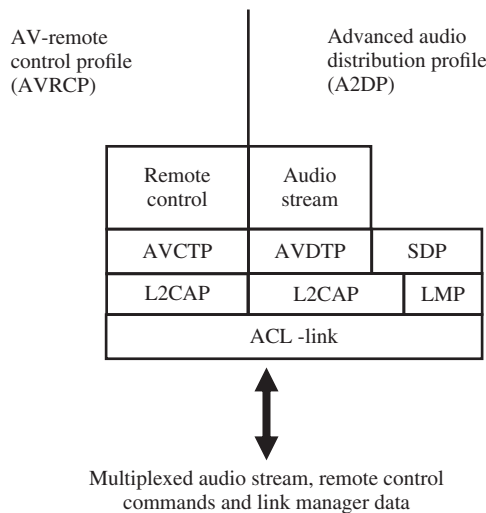 AV-remote
control profile
(AVRCP)
Advanced audio
distribution profile
(A2DP)
Remote
control
Audio
stream
AVCTP
AVDTP
SDP
L2CAP
L2CAP
LMP
ACL -link
Multiplexed audio stream, remote control
commands and link manager data